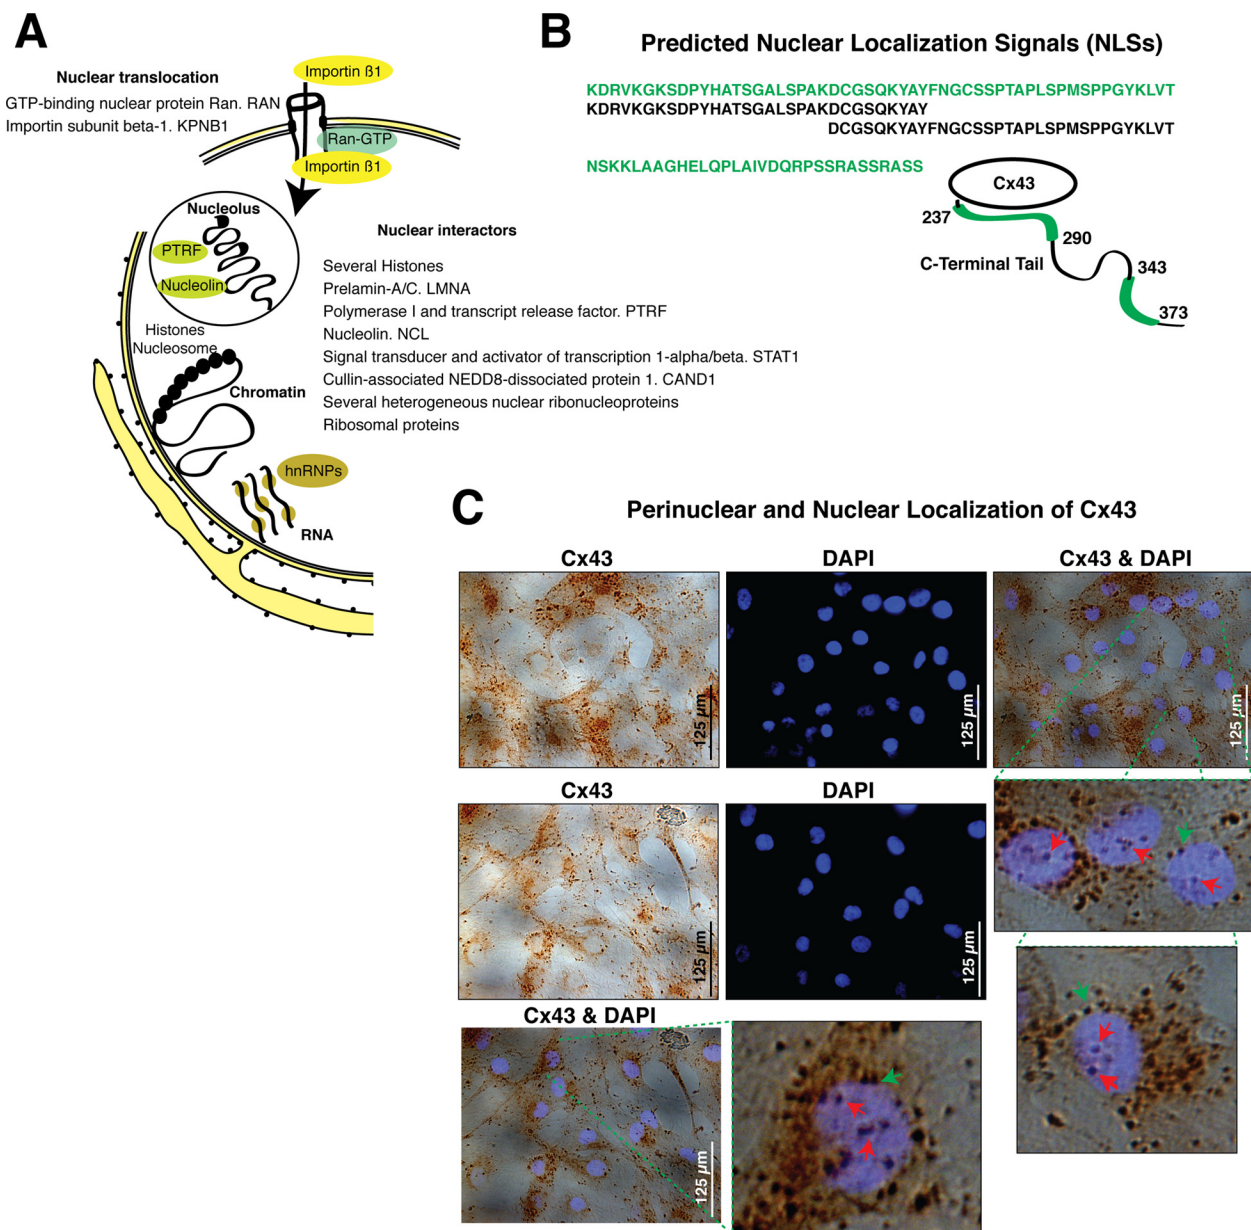 A
Nuclear translocation
GTP-binding nuclear protein Ran. RAN
Importin subunit beta-1. KPNB1
Importin ß1
Ran-GTP
Importin ß1
Nucleolus
PTRF
Nucleolin
Histones
Nucleosome
Chromatin
hnRNPs
RNA
Nuclear interactors
Several Histones
Prelamin-A/C. LMNA
Polymerase I and transcript release factor. PTRF
Nucleolin. NCL
Signal transducer and activator of transcription 1-alpha/beta. STAT1
Cullin-associated NEDD8-dissociated protein 1. CAND1
Several heterogeneous nuclear ribonucleoproteins
Ribosomal proteins
B
Predicted Nuclear Localization Signals (NLSs)
KDRVKGKSDPYHATSGALSPAKDCGSQKYAYFNGCSSPTAPLSPMSPPGYKLVT
KDRVKGKSDPYHATSGALSPAKDCGSQKYAY
DCGSQKYAYFNGCSSPTAPLSPMSPPGYKLVT
NSKKLAAGHELQPLAIVDQRPSSRASSRASS
Cx43
237
290
C-Terminal Tail
343
373
C
Perinuclear and Nuclear Localization of Cx43
Cx43
DAPI
Cx43 & DAPI
125 µm
125 µm
125 µm
Cx43
DAPI
125 µm
125 µm
Cx43 & DAPI
125 µm